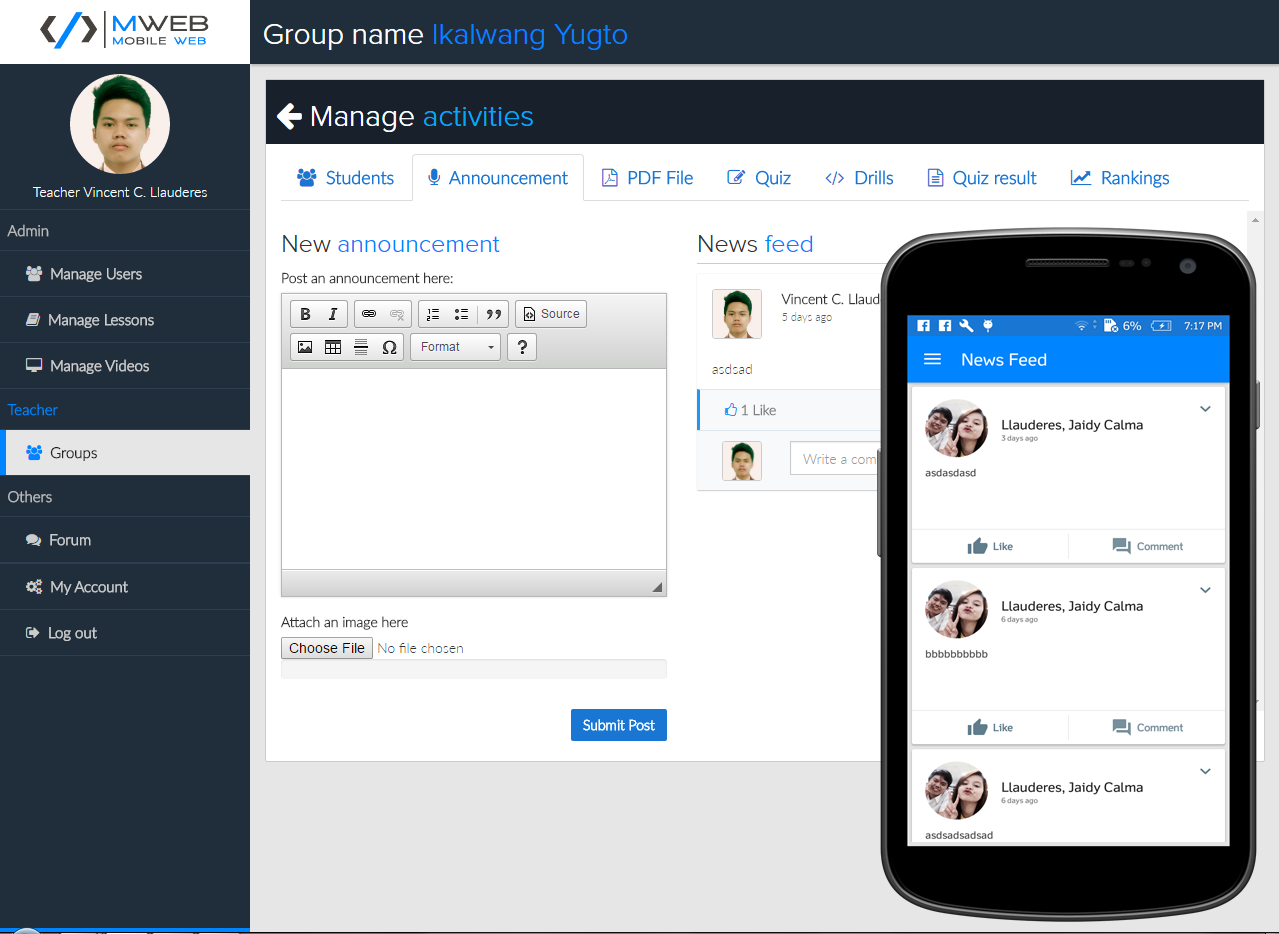 MWEB
MOBILE WEB
Group name Ikalwang Yugto
Teacher Vincent C. Llauderes
Admin
Manage Users
Manage Lessons
Manage Videos
Teacher
Groups
Others
Forum
My Account
Log out
Manage activities
Students Announcement PDF File Quiz Drills Quiz result Rankings
New announcement
Post an announcement here:
B I Source
Format ?
Attach an image here
Choose File No file chosen
Submit Post
News feed
Vincent C. Llaud
5 days ago
asdsad
1 Like
Write a com
6% 7:17 PM
News Feed
Llauderes, Jaidy Calma
3 days ago
asdasdasd
Like Comment
Llauderes, Jaidy Calma
6 days ago
bbbbbbbbbb
Like Comment
Llauderes, Jaidy Calma
6 days ago
asdsadsadsad